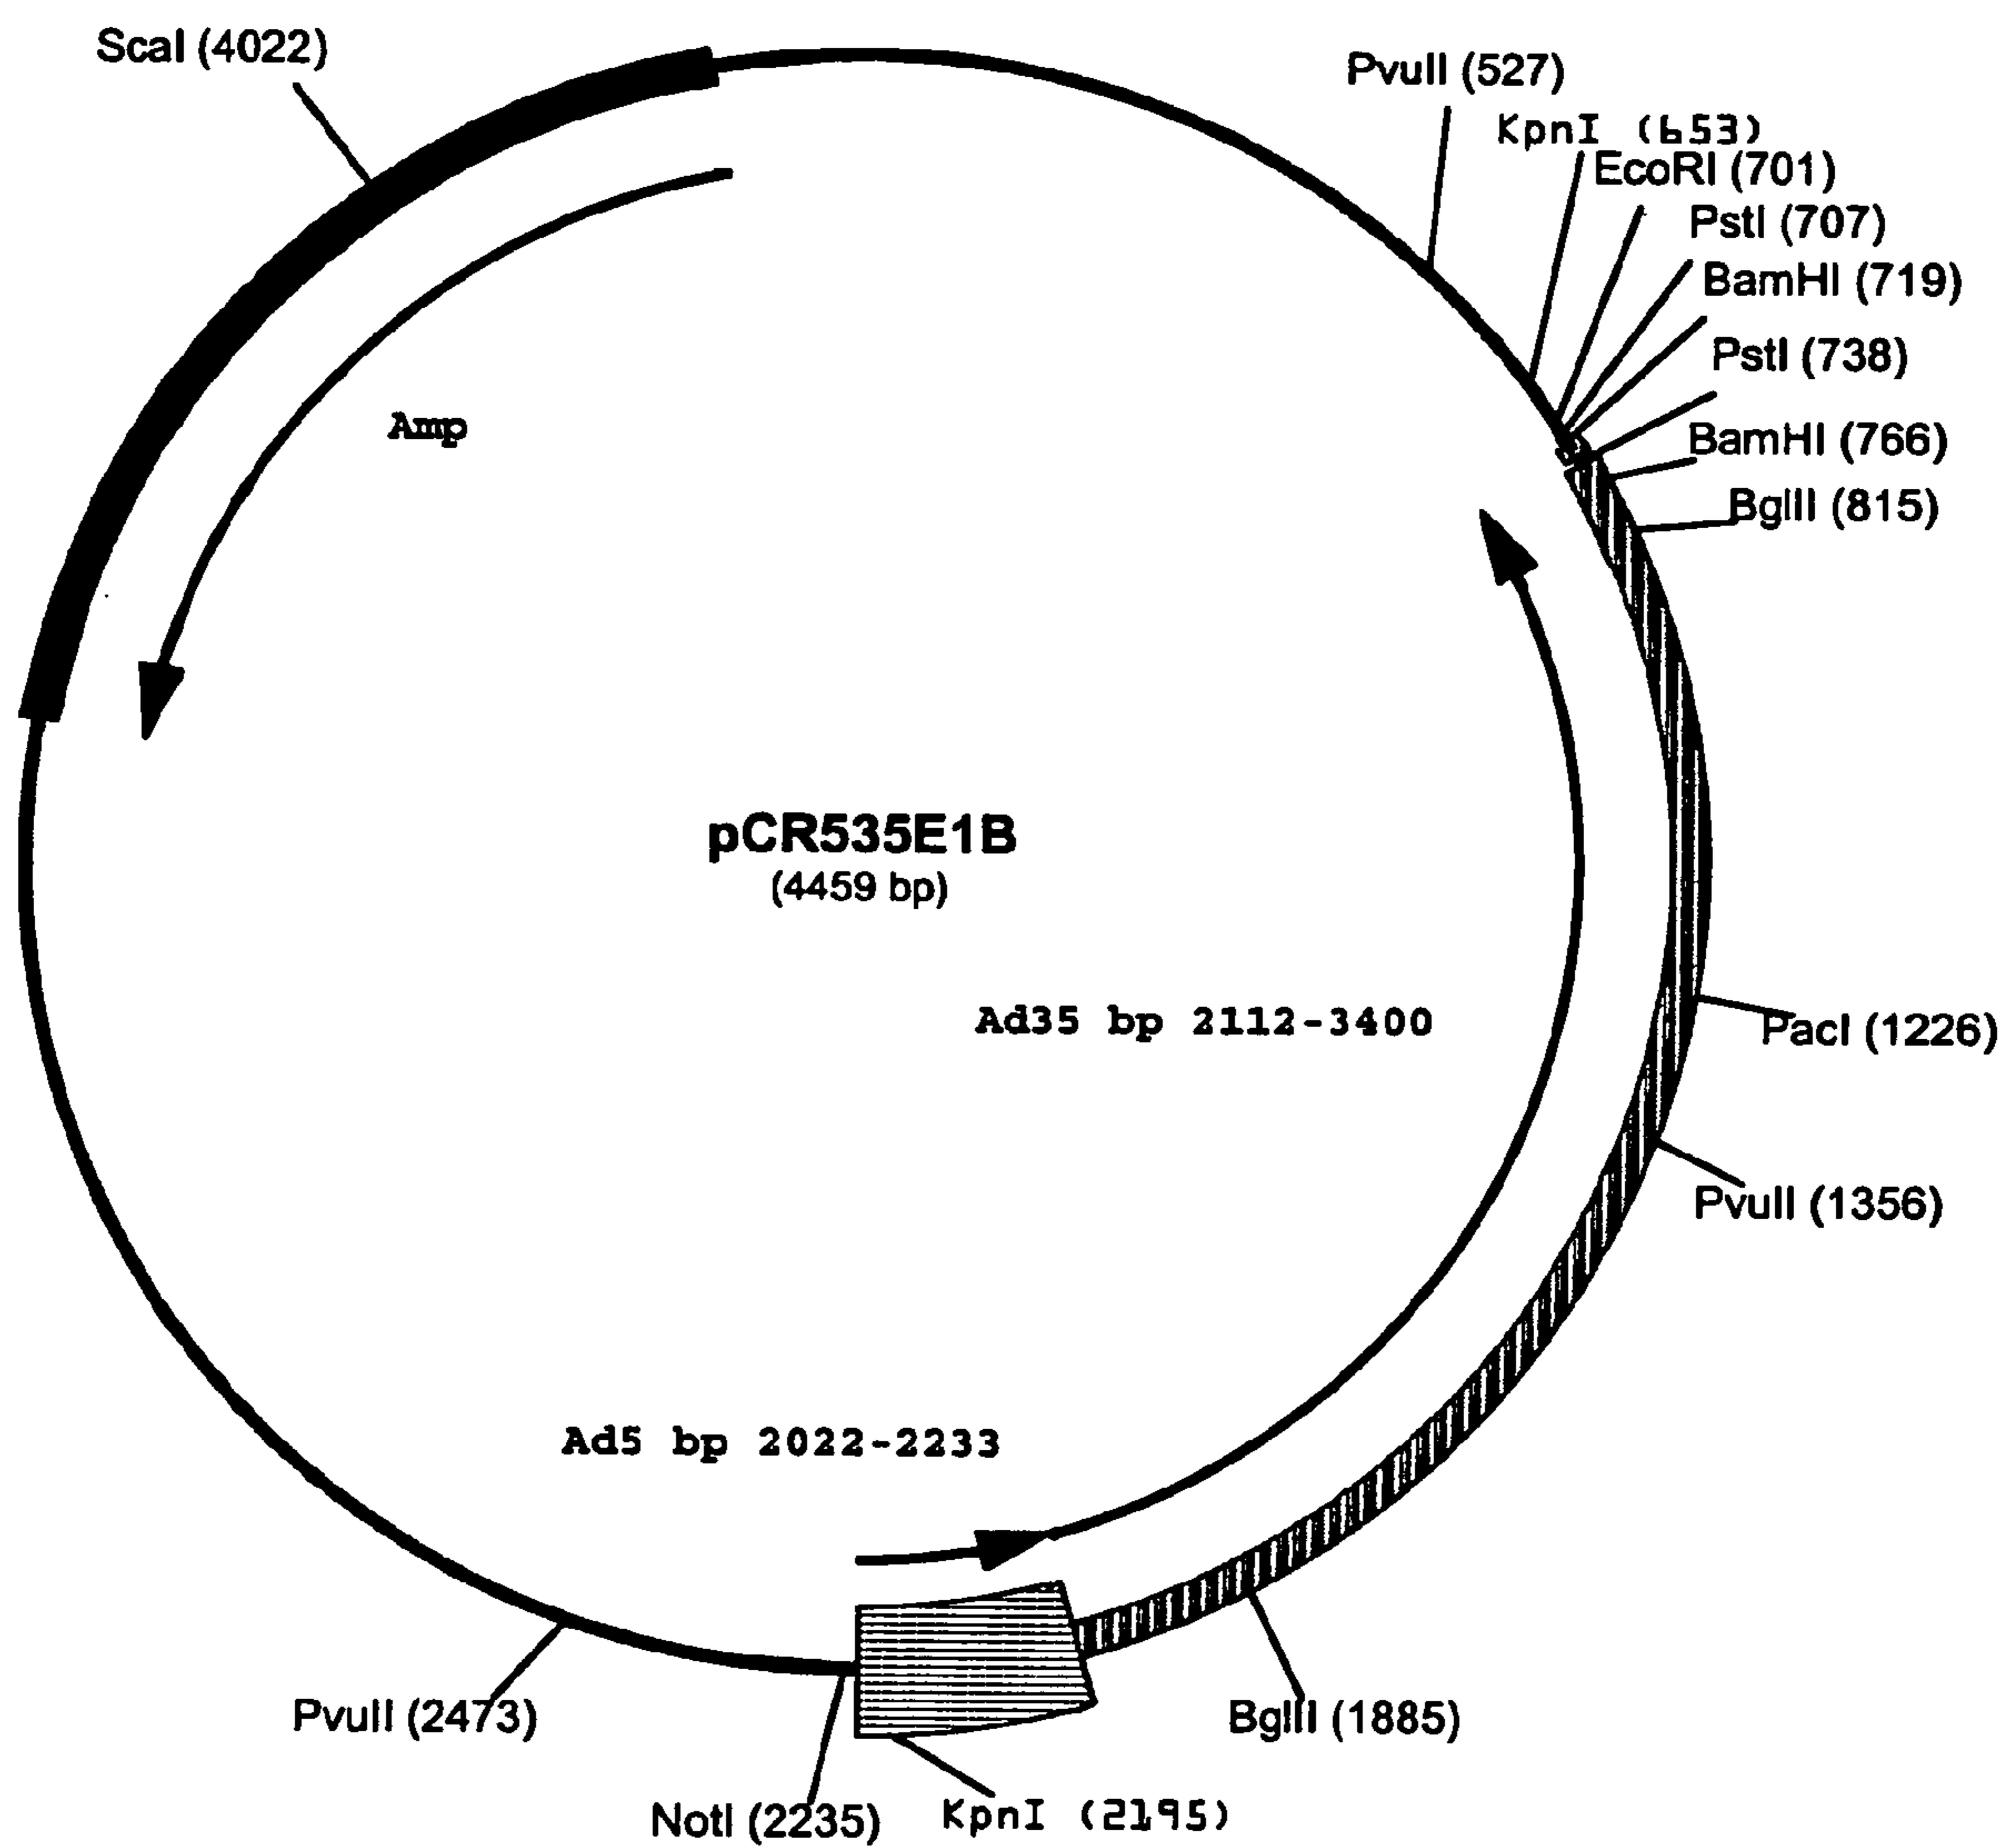 ScaI (4022)
PvuII (527)
KpnI (653)
EcoRI (701)
PstI (707)
BamHI (719)
PstI (738)
BamHI (766)
BglII (815)
Amp
pCR535E1B
(4459 bp)
Ad35 bp 2112-3400
PacI (1226)
PvuII (1356)
Ad5 bp 2022-2233
PvuII (2473)
BglII (1885)
NotI (2235)
KpnI (2195)